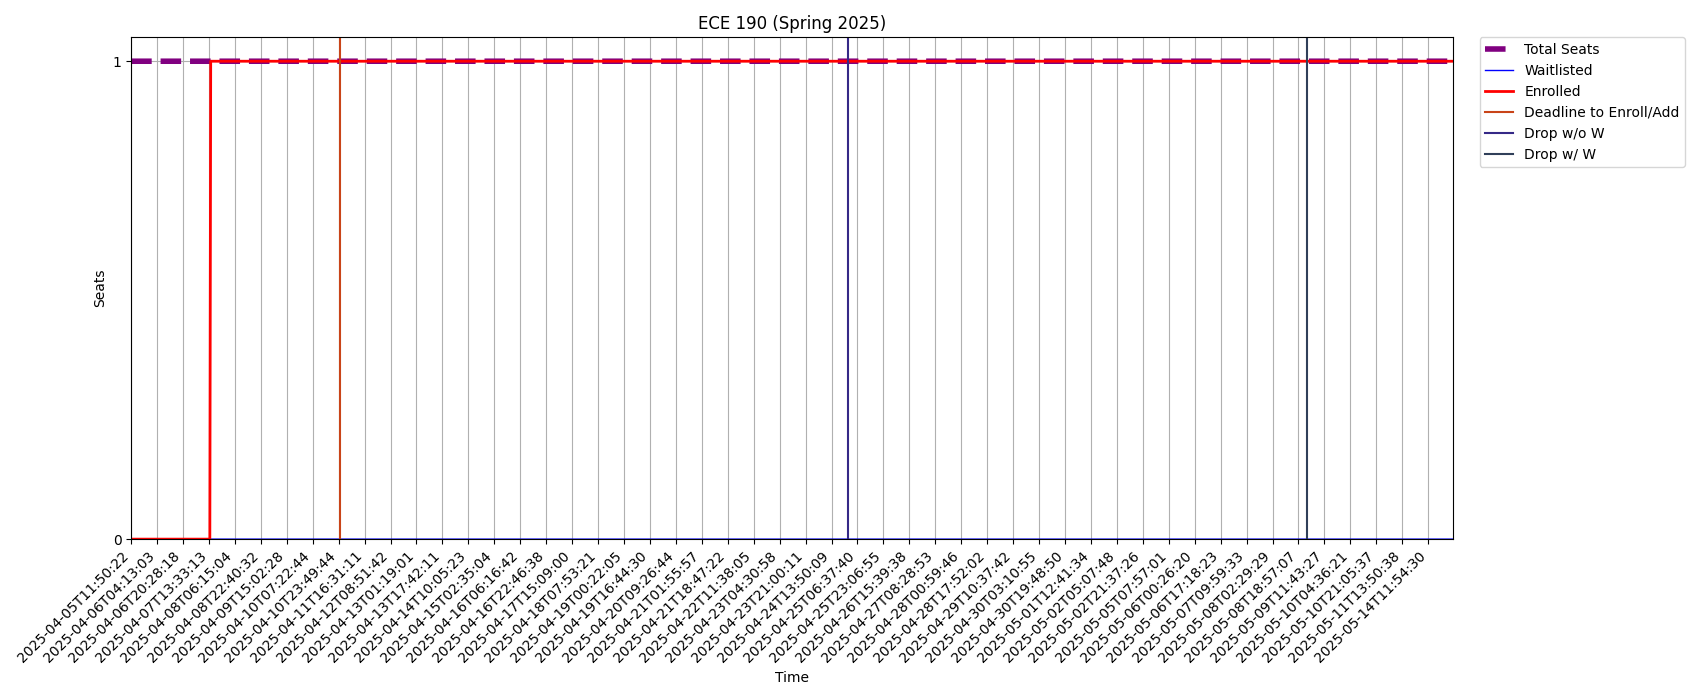 ECE 190 (Spring 2025)
Total Seats
Waitlisted
Enrolled
Deadline to Enroll/Add
Drop w/o W
Drop w/ W
Seats
1
0
2025-04-05T11:50:22
2025-04-06T04:13:03
2025-04-06T20:28:18
2025-04-07T13:33:13
2025-04-08T06:15:04
2025-04-08T22:40:32
2025-04-09T15:02:28
2025-04-10T07:22:44
2025-04-10T23:49:44
2025-04-11T16:31:11
2025-04-12T08:51:42
2025-04-13T01:19:01
2025-04-13T17:42:11
2025-04-14T10:05:23
2025-04-15T02:35:04
2025-04-16T06:16:42
2025-04-16T22:46:38
2025-04-17T15:09:00
2025-04-18T07:53:21
2025-04-19T00:22:05
2025-04-19T16:44:30
2025-04-20T09:26:44
2025-04-21T01:55:57
2025-04-21T18:47:22
2025-04-22T11:38:05
2025-04-23T04:30:58
2025-04-23T21:00:11
2025-04-24T13:50:09
2025-04-25T06:37:40
2025-04-25T23:06:55
2025-04-26T15:39:38
2025-04-27T08:28:53
2025-04-28T00:59:46
2025-04-28T17:52:02
2025-04-29T10:37:42
2025-04-30T03:10:55
2025-04-30T19:48:50
2025-05-01T12:41:34
2025-05-02T05:07:48
2025-05-02T21:37:26
2025-05-05T07:57:01
2025-05-06T00:26:20
2025-05-06T17:18:23
2025-05-07T09:59:33
2025-05-08T02:29:29
2025-05-08T18:57:07
2025-05-09T11:43:27
2025-05-10T04:36:21
2025-05-10T21:05:37
2025-05-11T13:50:38
2025-05-14T11:54:30
Time